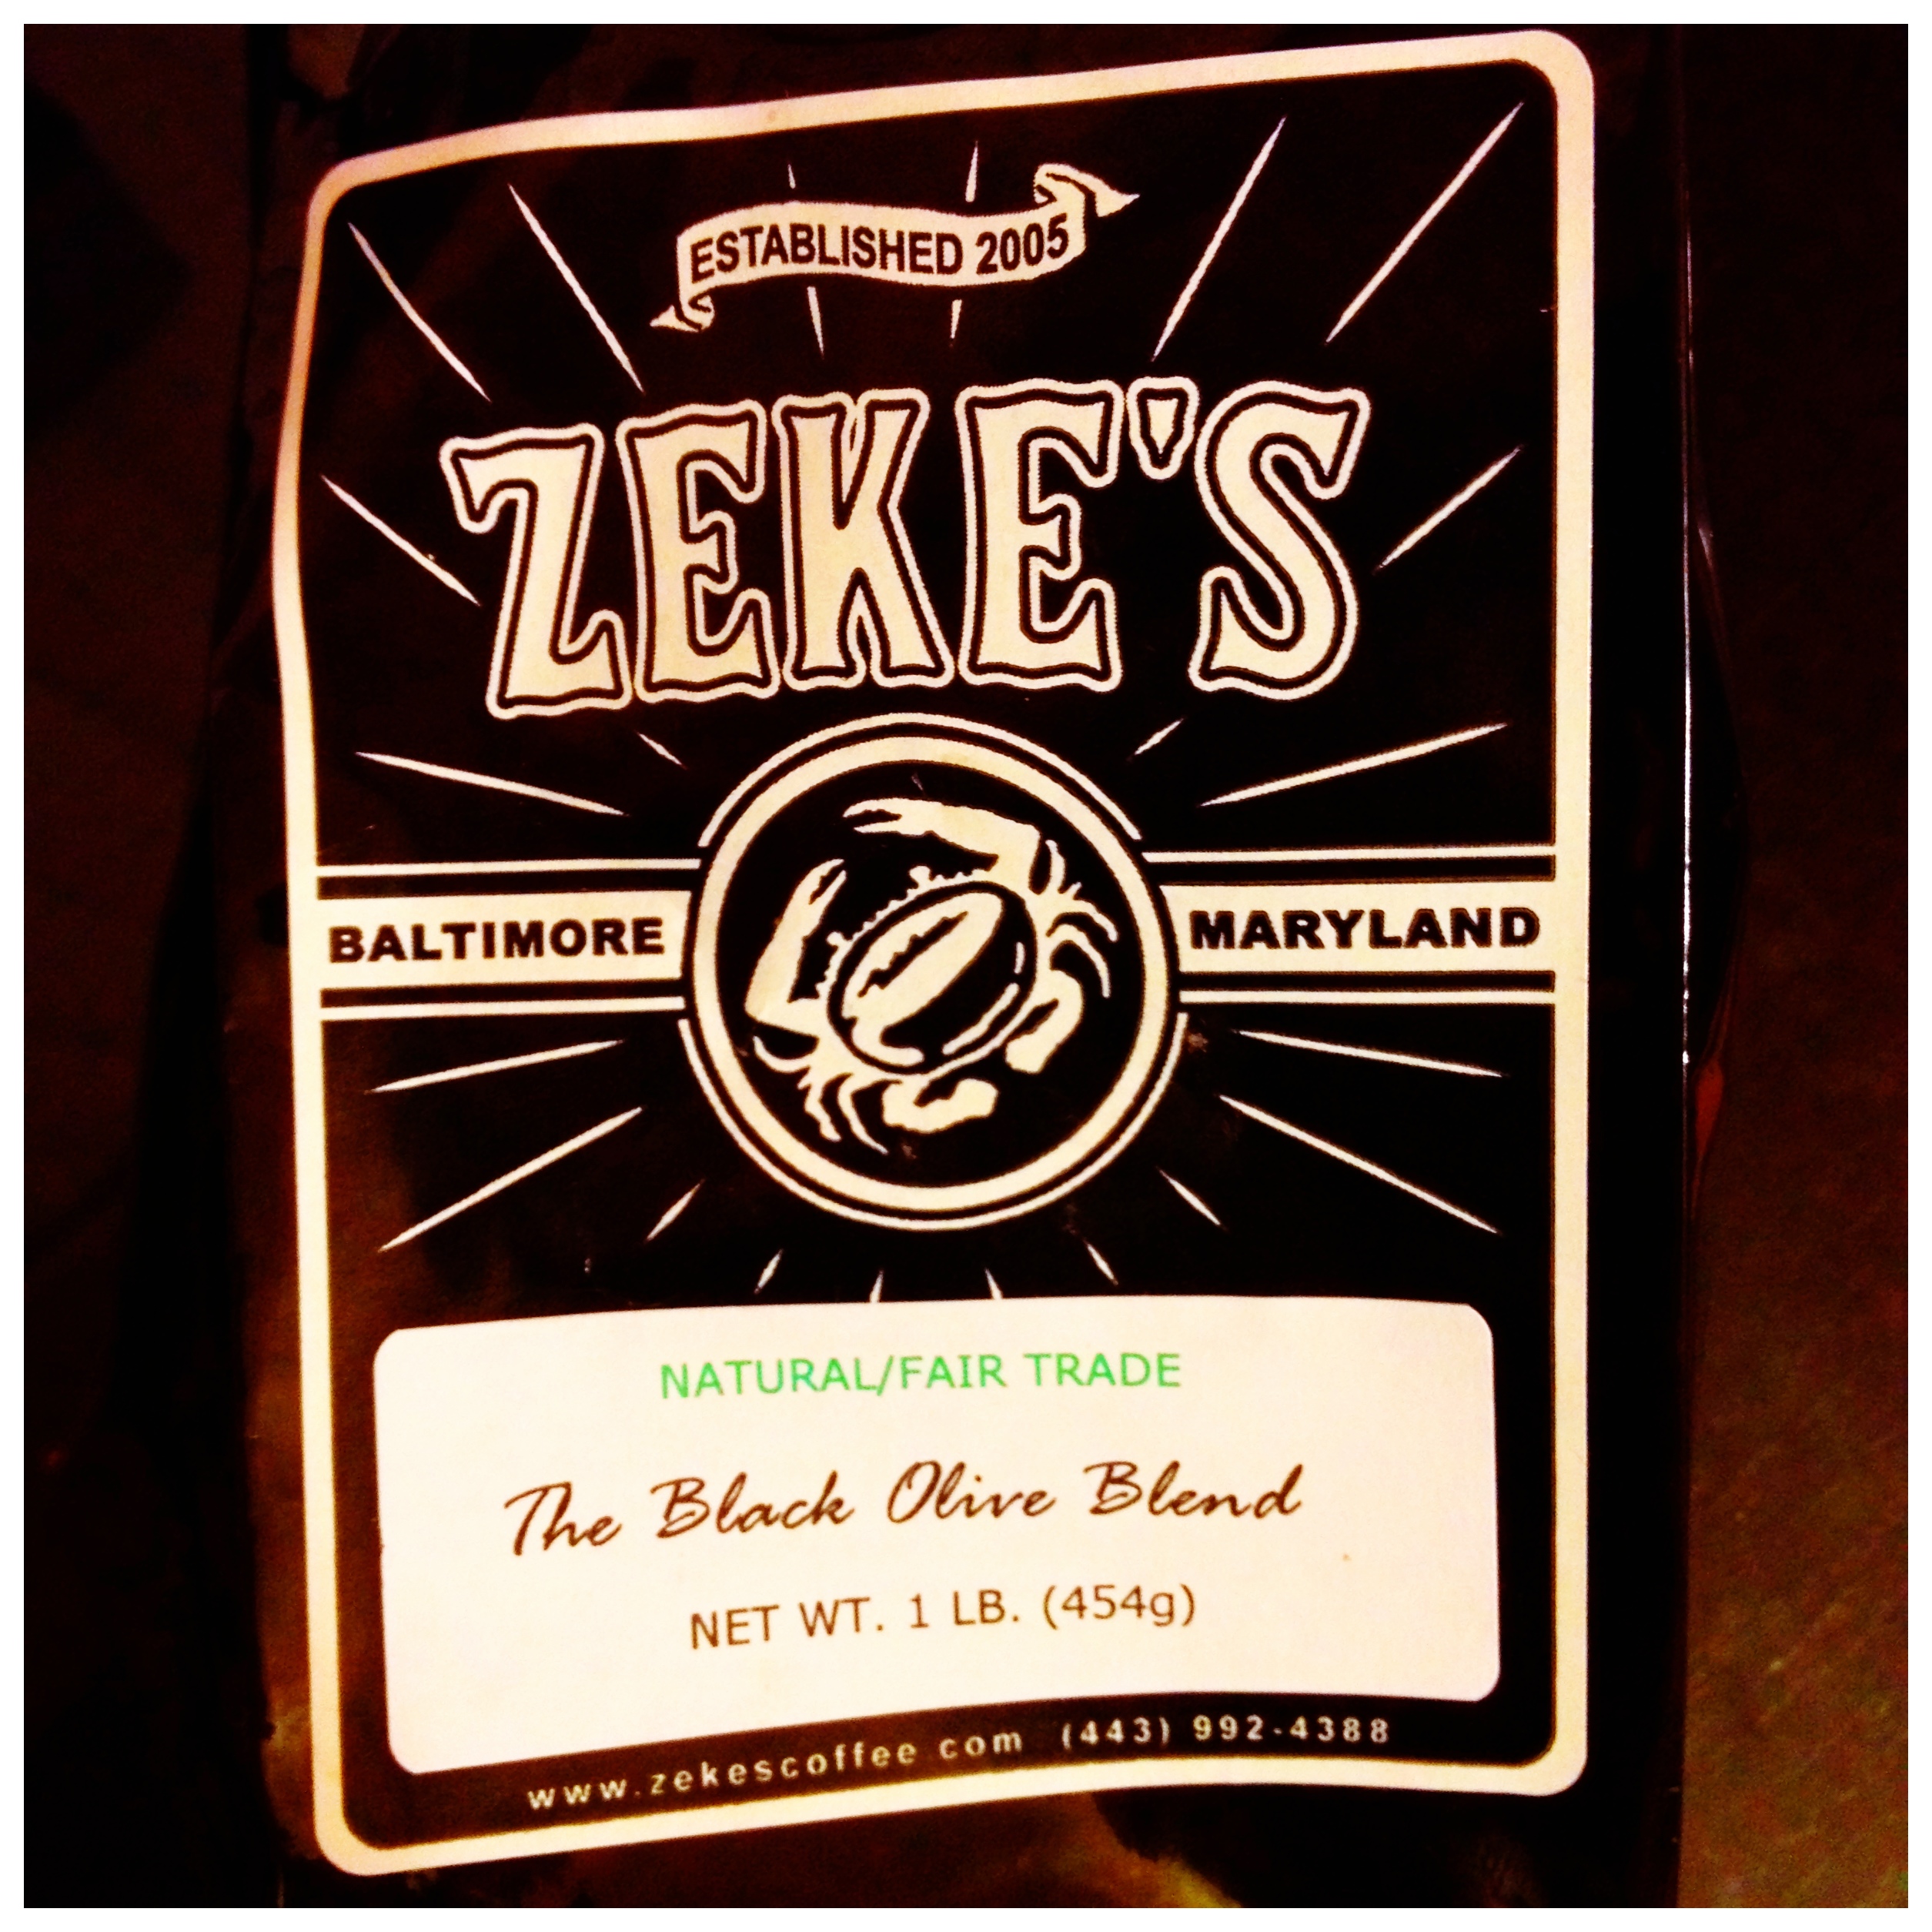 ESTABLISHED 2005
ZEKE'S
BALTIMORE MARYLAND
NATURAL/FAIR TRADE
The Black Olive Blend
NET WT. 1 LB. (454g)
www.zekescoffee com (443) 992-4388